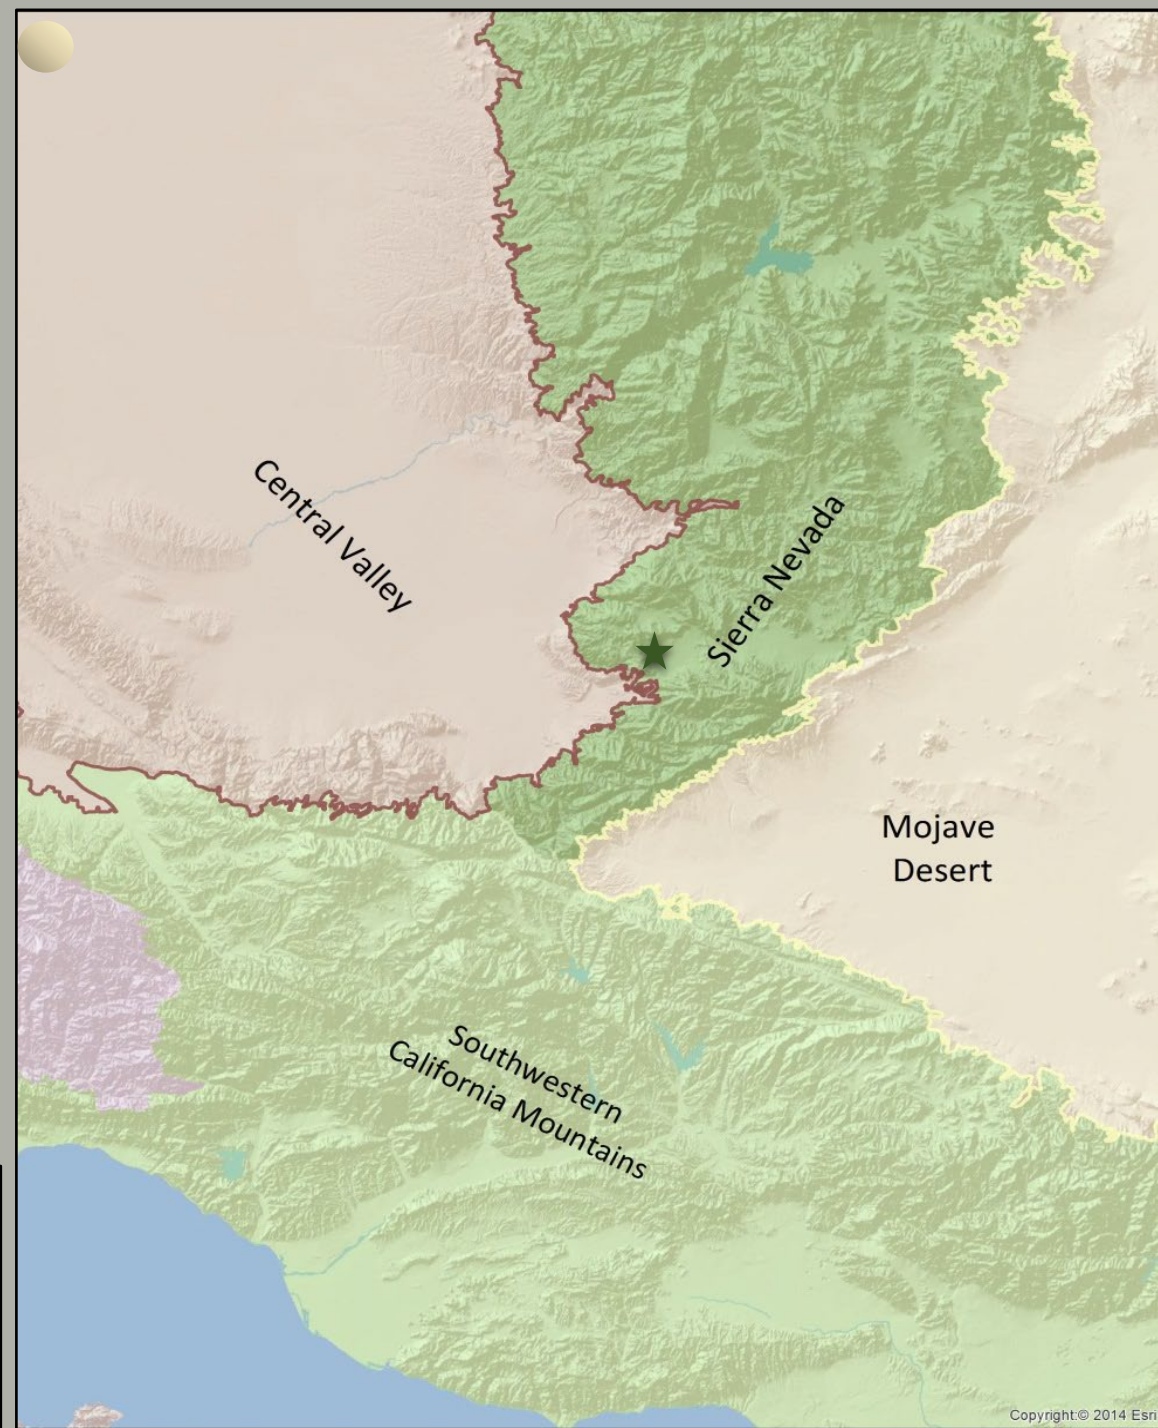 Central Valley
Sierra Nevada
Mojave
Desert
Southwestern
California Mountains
Copyright:© 2014 Esri